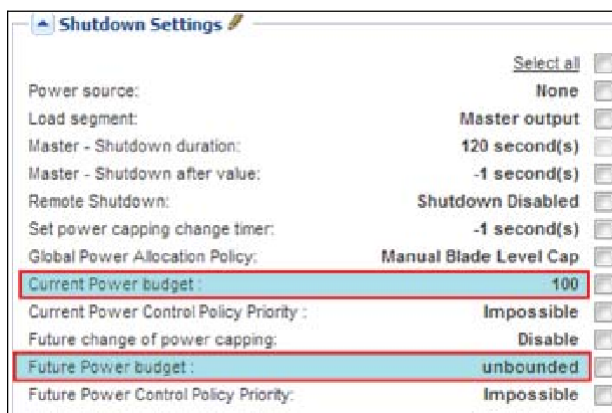 Shutdown Settings
Select all
Power source: None
Load segment: Master output
Master - Shutdown duration: 120 second(s)
Master - Shutdown after value: -1 second(s)
Remote Shutdown: Shutdown Disabled
Set power capping change timer: -1 second(s)
Global Power Allocation Policy: Manual Blade Level Cap
Current Power budget : 100
Current Power Control Policy Priority : Impossible
Future change of power capping: Disable
Future Power budget : unbounded
Future Power Control Policy Priority: Impossible